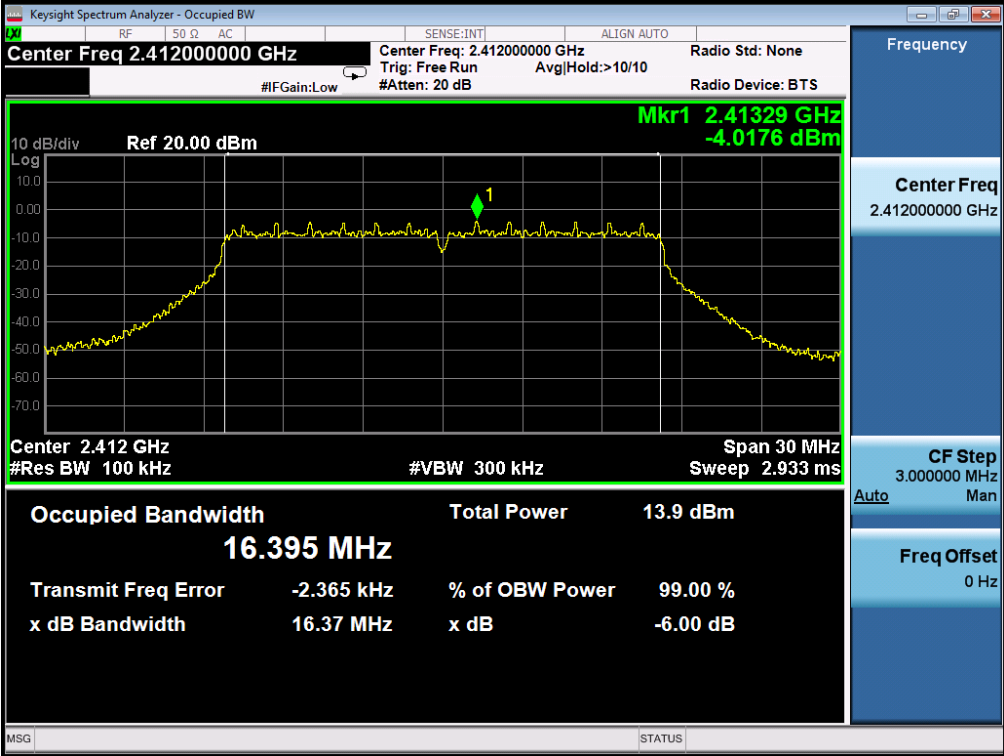 Keysight Spectrum Analyzer - Occupied BW
LXI RF 50 Ω AC SENSE:INT ALIGN AUTO
Center Freq 2.412000000 GHz
Center Freq: 2.412000000 GHz Radio Std: None
Trig: Free Run Avg|Hold:>10/10
#IFGain:Low #Atten: 20 dB Radio Device: BTS
Mkr1 2.41329 GHz
-4.0176 dBm
10 dB/div Ref 20.00 dBm
Log
10.0
0.00
-10.0
-20.0
-30.0
-40.0
-50.0
-60.0
-70.0
1
Center 2.412 GHz Span 30 MHz
#Res BW 100 kHz #VBW 300 kHz Sweep 2.933 ms
Occupied Bandwidth Total Power 13.9 dBm
16.395 MHz
Transmit Freq Error -2.365 kHz % of OBW Power 99.00 %
x dB Bandwidth 16.37 MHz x dB -6.00 dB
MSG STATUS
Frequency
Center Freq
2.412000000 GHz
CF Step
3.000000 MHz
Auto Man
Freq Offset
0 Hz